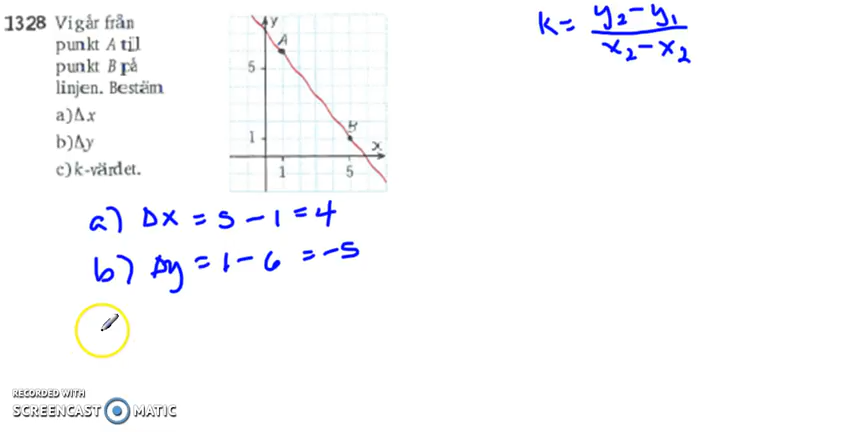 1328 Vi går från
punkt A till
punkt B på
linjen. Bestäm
a) Δx
b) Δy
c) k-värdet.
y
A
5
B
1
x
1 5
k = y₂ - y₁ / x₂ - x₂
a) Δx = 5 - 1 = 4
b) Δy = 1 - 6 = -5
RECORDED WITH
SCREENCAST MATIC